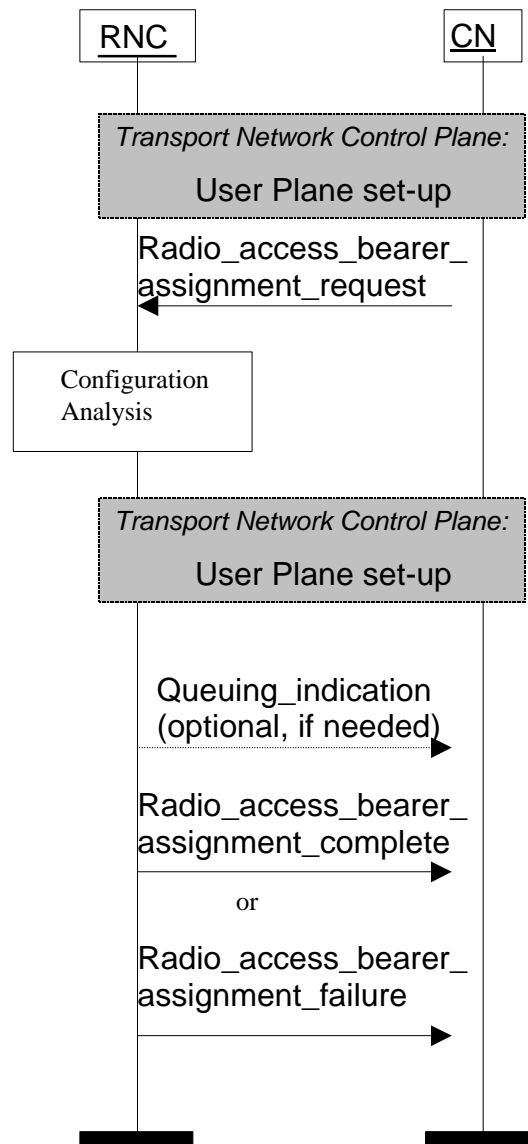 RNC
CN
Transport Network Control Plane:
User Plane set-up
Radio_access_bearer_
assignment_request
Configuration
Analysis
Transport Network Control Plane:
User Plane set-up
Queuing_indication
(optional, if needed)
Radio_access_bearer_
assignment_complete
or
Radio_access_bearer_
assignment_failure